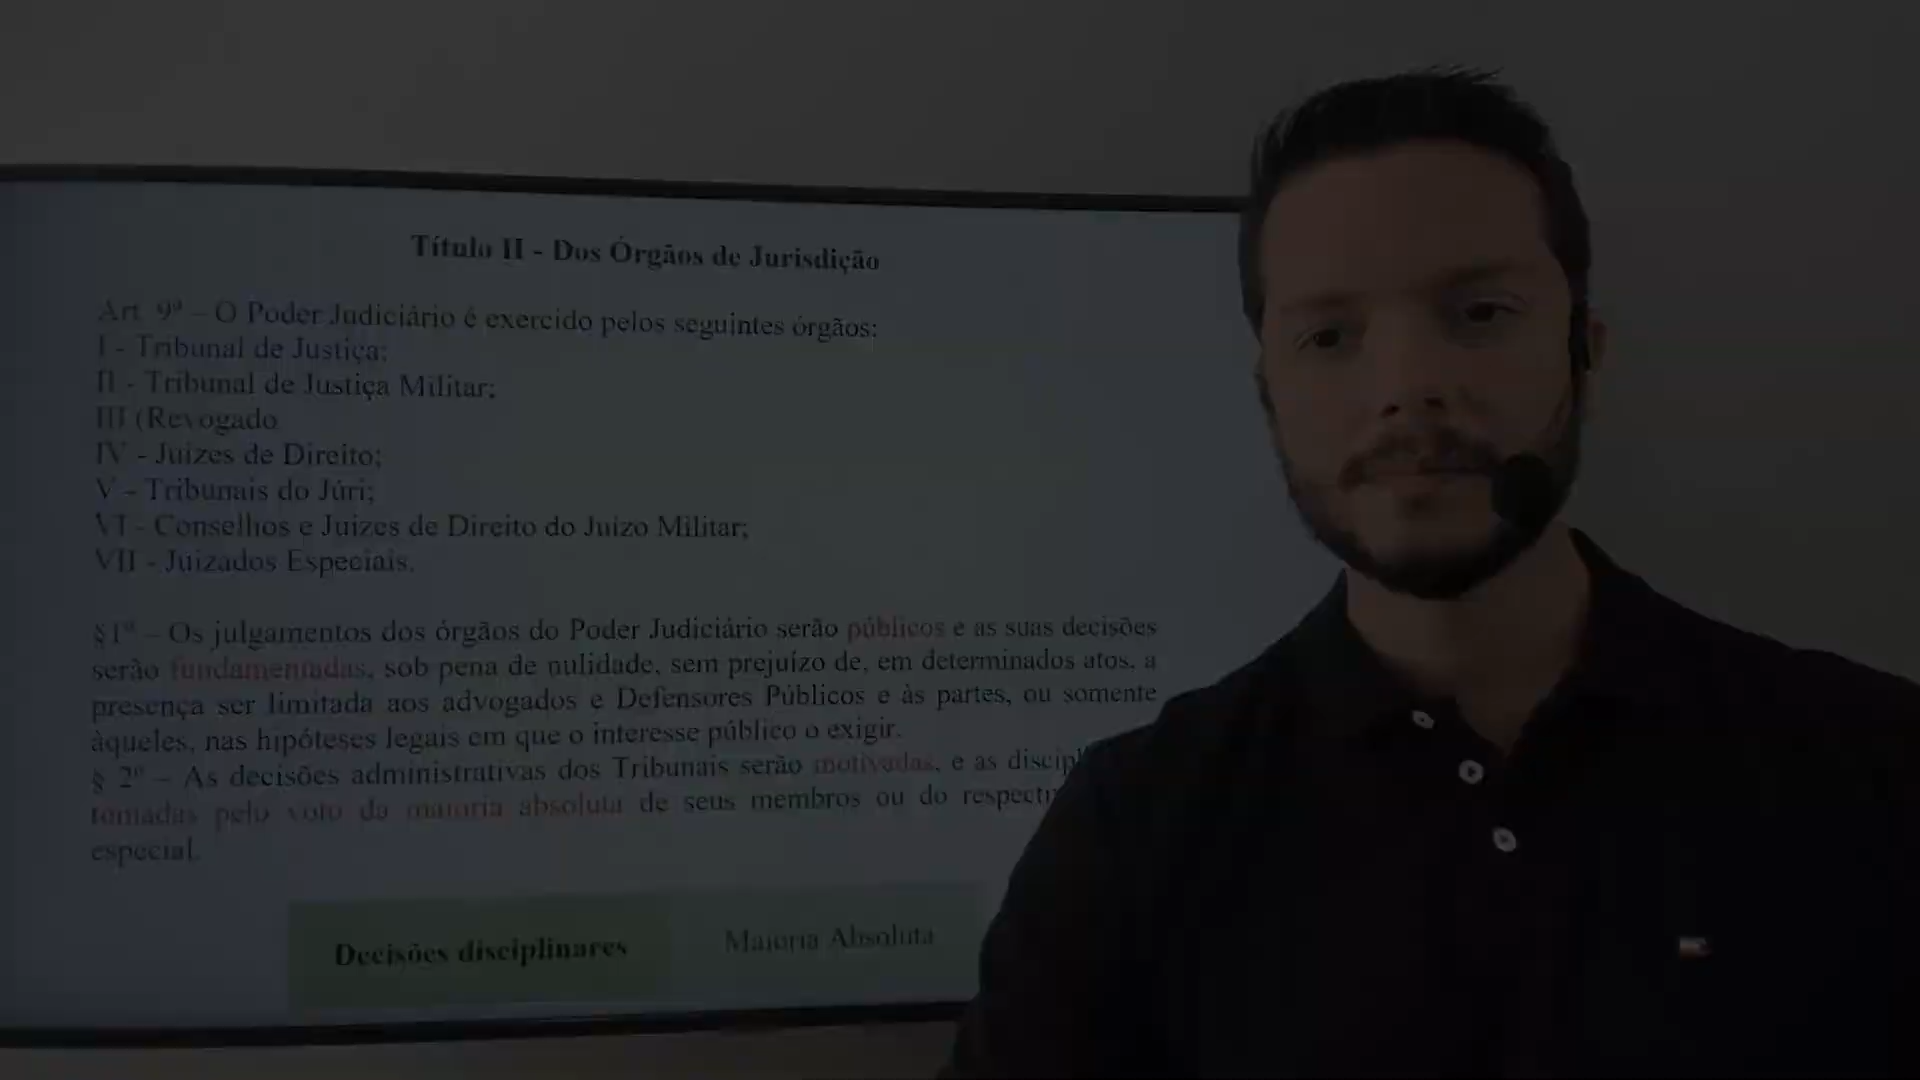 Título II - Dos Órgãos de Jurisdição
Art. 9º – O Poder Judiciário é exercido pelos seguintes órgãos:
I - Tribunal de Justiça;
II - Tribunal de Justiça Militar;
III (Revogado
IV - Juízes de Direito;
V - Tribunais do Júri;
VI - Conselhos e Juízes de Direito do Juízo Militar;
VII - Juizados Especiais.
§1º – Os julgamentos dos órgãos do Poder Judiciário serão públicos e as suas decisões
serão fundamentadas, sob pena de nulidade, sem prejuízo de, em determinados atos, a
presença ser limitada aos advogados e Defensores Públicos e às partes, ou somente
àqueles, nas hipóteses legais em que o interesse público o exigir.
§ 2º – As decisões administrativas dos Tribunais serão motivadas, e as
tomadas pelo voto da maioria absoluta de seus membros ou do
especial.
Decisões disciplinares
Maioria Absoluta